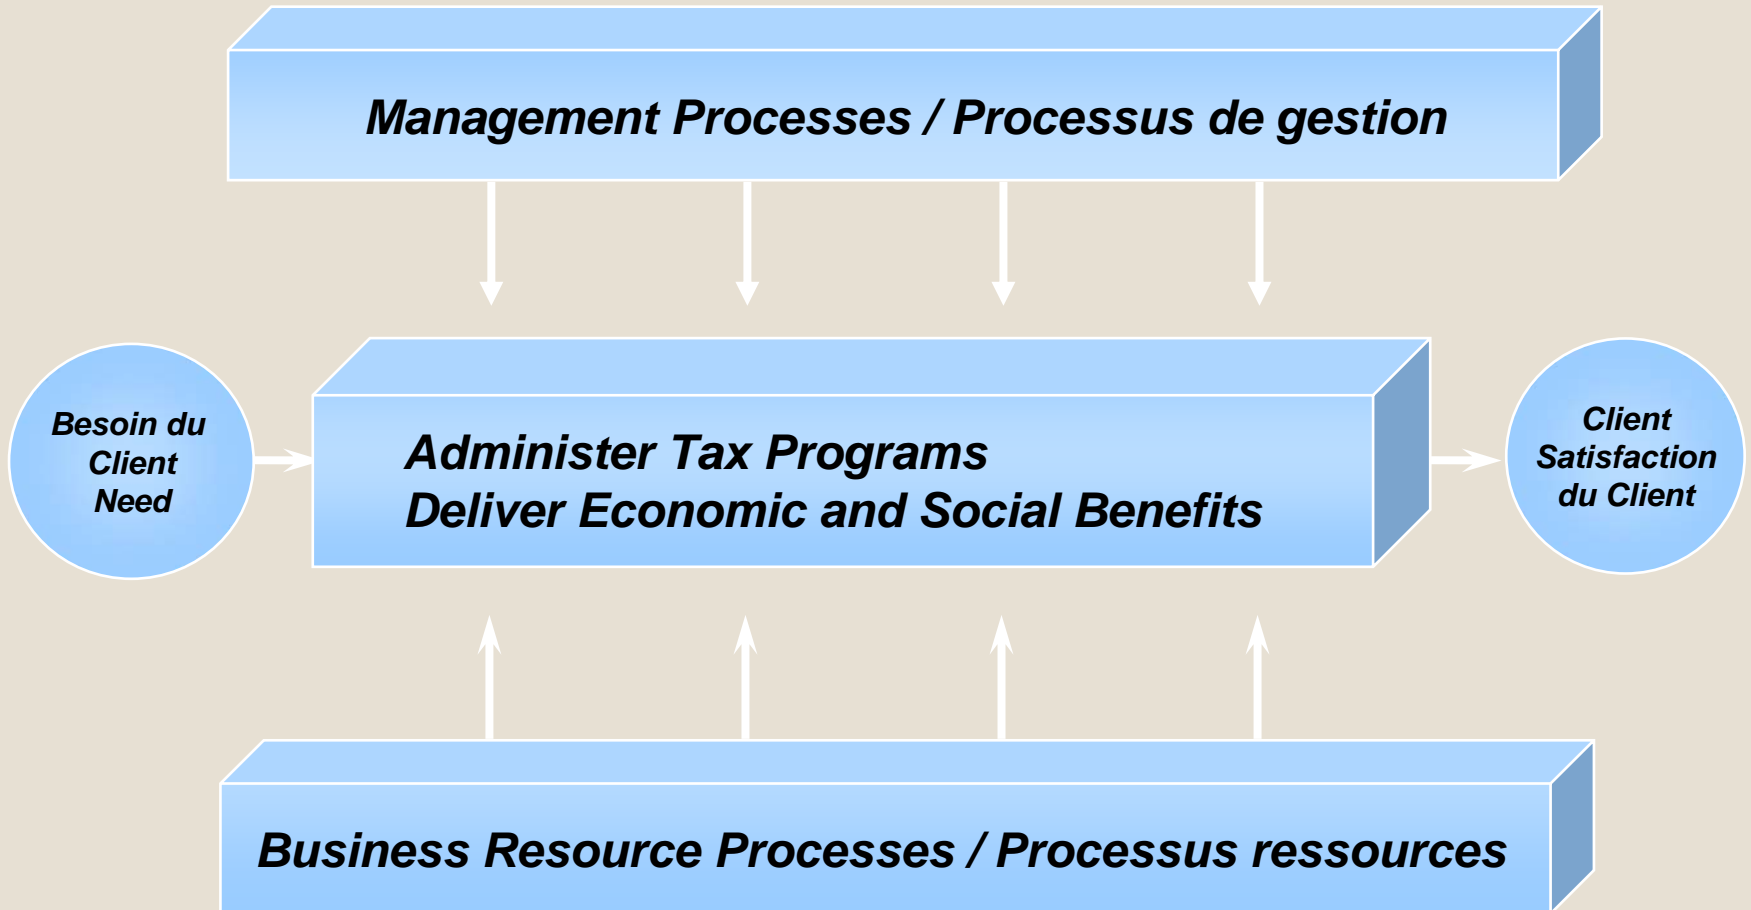 Management Processes / Processus de gestion
Besoin du
Client
Need
Administer Tax Programs
Deliver Economic and Social Benefits
Client
Satisfaction
du Client
Business Resource Processes / Processus ressources